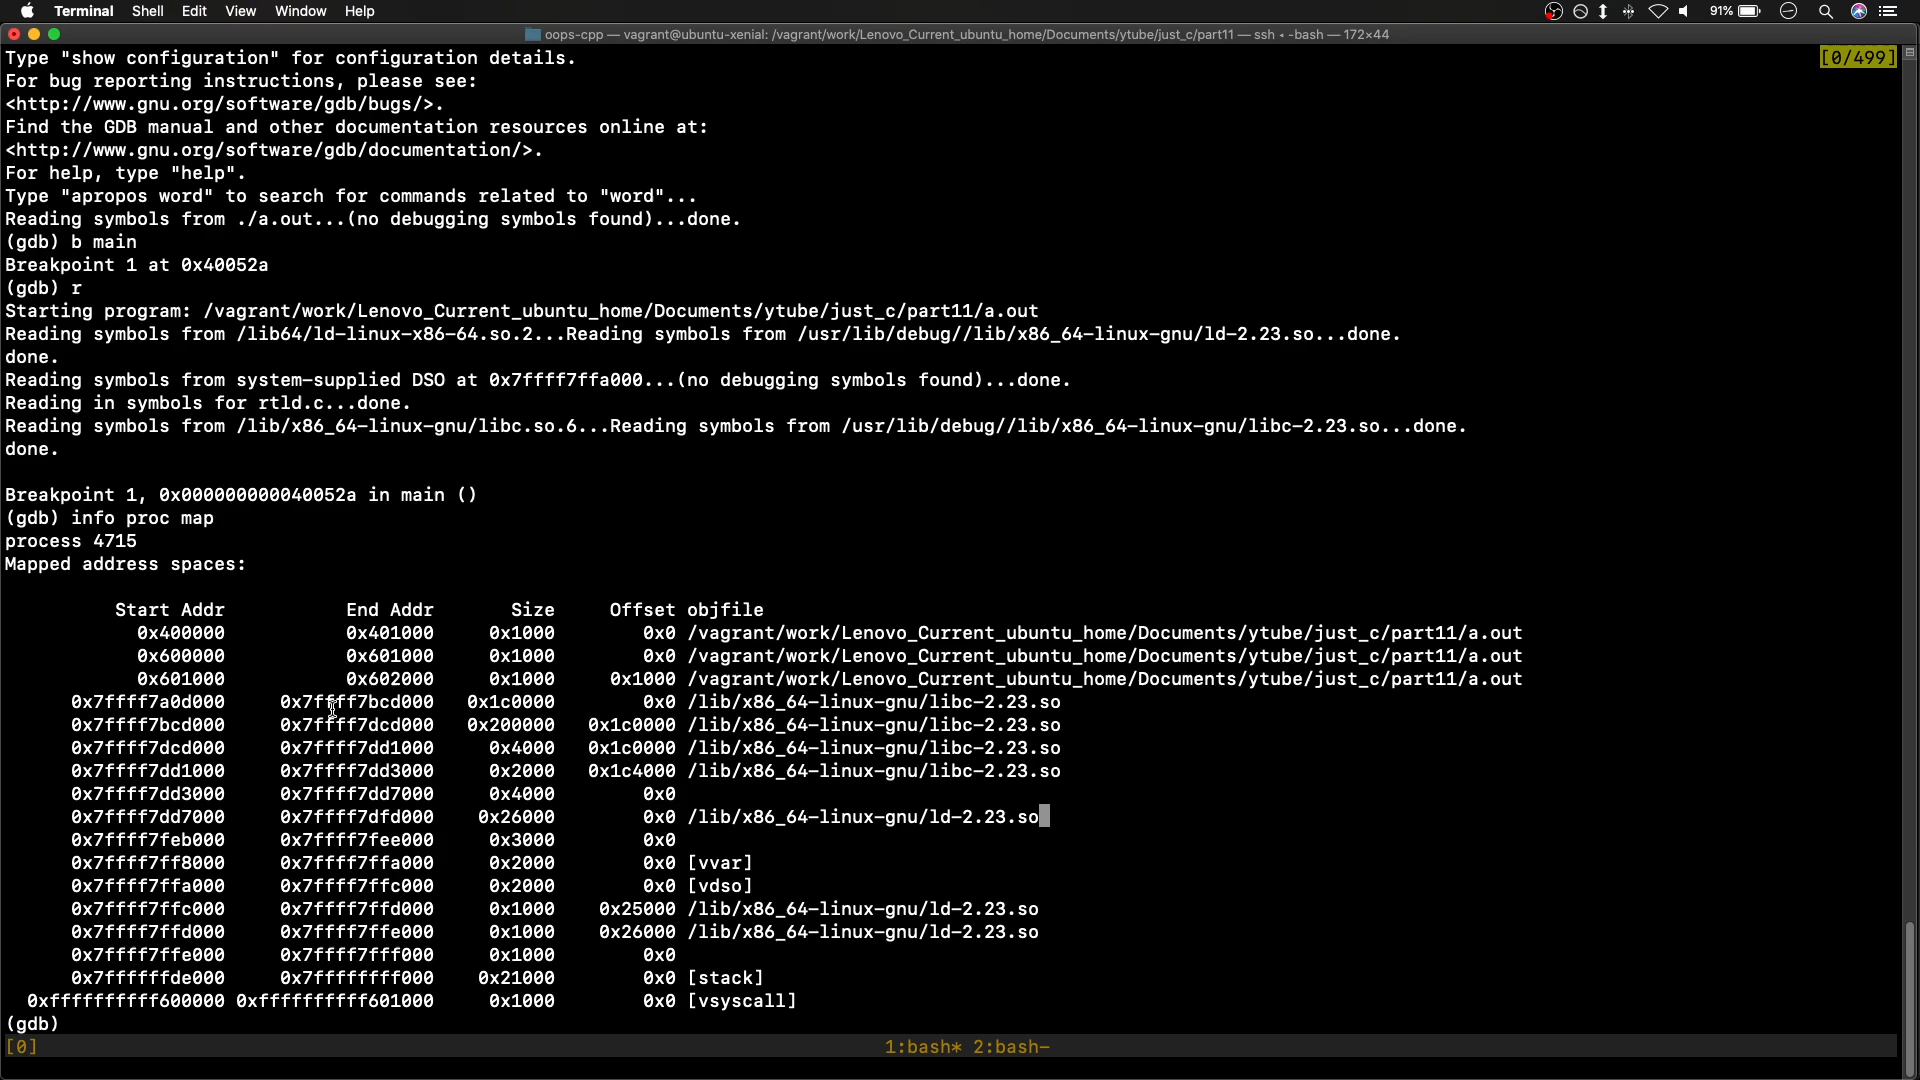 Terminal Shell Edit View Window Help 91%
oops-cpp — vagrant@ubuntu-xenial: /vagrant/work/Lenovo_Current_ubuntu_home/Documents/ytube/just_c/part11 — ssh ◂ -bash — 172×44
Type "show configuration" for configuration details. [0/499]
For bug reporting instructions, please see:
<http://www.gnu.org/software/gdb/bugs/>.
Find the GDB manual and other documentation resources online at:
<http://www.gnu.org/software/gdb/documentation/>.
For help, type "help".
Type "apropos word" to search for commands related to "word"...
Reading symbols from ./a.out...(no debugging symbols found)...done.
(gdb) b main
Breakpoint 1 at 0x40052a
(gdb) r
Starting program: /vagrant/work/Lenovo_Current_ubuntu_home/Documents/ytube/just_c/part11/a.out
Reading symbols from /lib64/ld-linux-x86-64.so.2...Reading symbols from /usr/lib/debug//lib/x86_64-linux-gnu/ld-2.23.so...done.
done.
Reading symbols from system-supplied DSO at 0x7ffff7ffa000...(no debugging symbols found)...done.
Reading in symbols for rtld.c...done.
Reading symbols from /lib/x86_64-linux-gnu/libc.so.6...Reading symbols from /usr/lib/debug//lib/x86_64-linux-gnu/libc-2.23.so...done.
done.
Breakpoint 1, 0x000000000040052a in main ()
(gdb) info proc map
process 4715
Mapped address spaces:
Start Addr End Addr Size Offset objfile
0x400000 0x401000 0x1000 0x0 /vagrant/work/Lenovo_Current_ubuntu_home/Documents/ytube/just_c/part11/a.out
0x600000 0x601000 0x1000 0x0 /vagrant/work/Lenovo_Current_ubuntu_home/Documents/ytube/just_c/part11/a.out
0x601000 0x602000 0x1000 0x1000 /vagrant/work/Lenovo_Current_ubuntu_home/Documents/ytube/just_c/part11/a.out
0x7ffff7a0d000 0x7ffff7bcd000 0x1c0000 0x0 /lib/x86_64-linux-gnu/libc-2.23.so
0x7ffff7bcd000 0x7ffff7dcd000 0x200000 0x1c0000 /lib/x86_64-linux-gnu/libc-2.23.so
0x7ffff7dcd000 0x7ffff7dd1000 0x4000 0x1c0000 /lib/x86_64-linux-gnu/libc-2.23.so
0x7ffff7dd1000 0x7ffff7dd3000 0x2000 0x1c4000 /lib/x86_64-linux-gnu/libc-2.23.so
0x7ffff7dd3000 0x7ffff7dd7000 0x4000 0x0
0x7ffff7dd7000 0x7ffff7dfd000 0x26000 0x0 /lib/x86_64-linux-gnu/ld-2.23.so
0x7ffff7feb000 0x7ffff7fee000 0x3000 0x0
0x7ffff7ff8000 0x7ffff7ffa000 0x2000 0x0 [vvar]
0x7ffff7ffa000 0x7ffff7ffc000 0x2000 0x0 [vdso]
0x7ffff7ffc000 0x7ffff7ffd000 0x1000 0x25000 /lib/x86_64-linux-gnu/ld-2.23.so
0x7ffff7ffd000 0x7ffff7ffe000 0x1000 0x26000 /lib/x86_64-linux-gnu/ld-2.23.so
0x7ffff7ffe000 0x7ffff7fff000 0x1000 0x0
0x7ffffffde000 0x7ffffffff000 0x21000 0x0 [stack]
0xffffffffff600000 0xffffffffff601000 0x1000 0x0 [vsyscall]
(gdb)
[0] 1:bash* 2:bash-